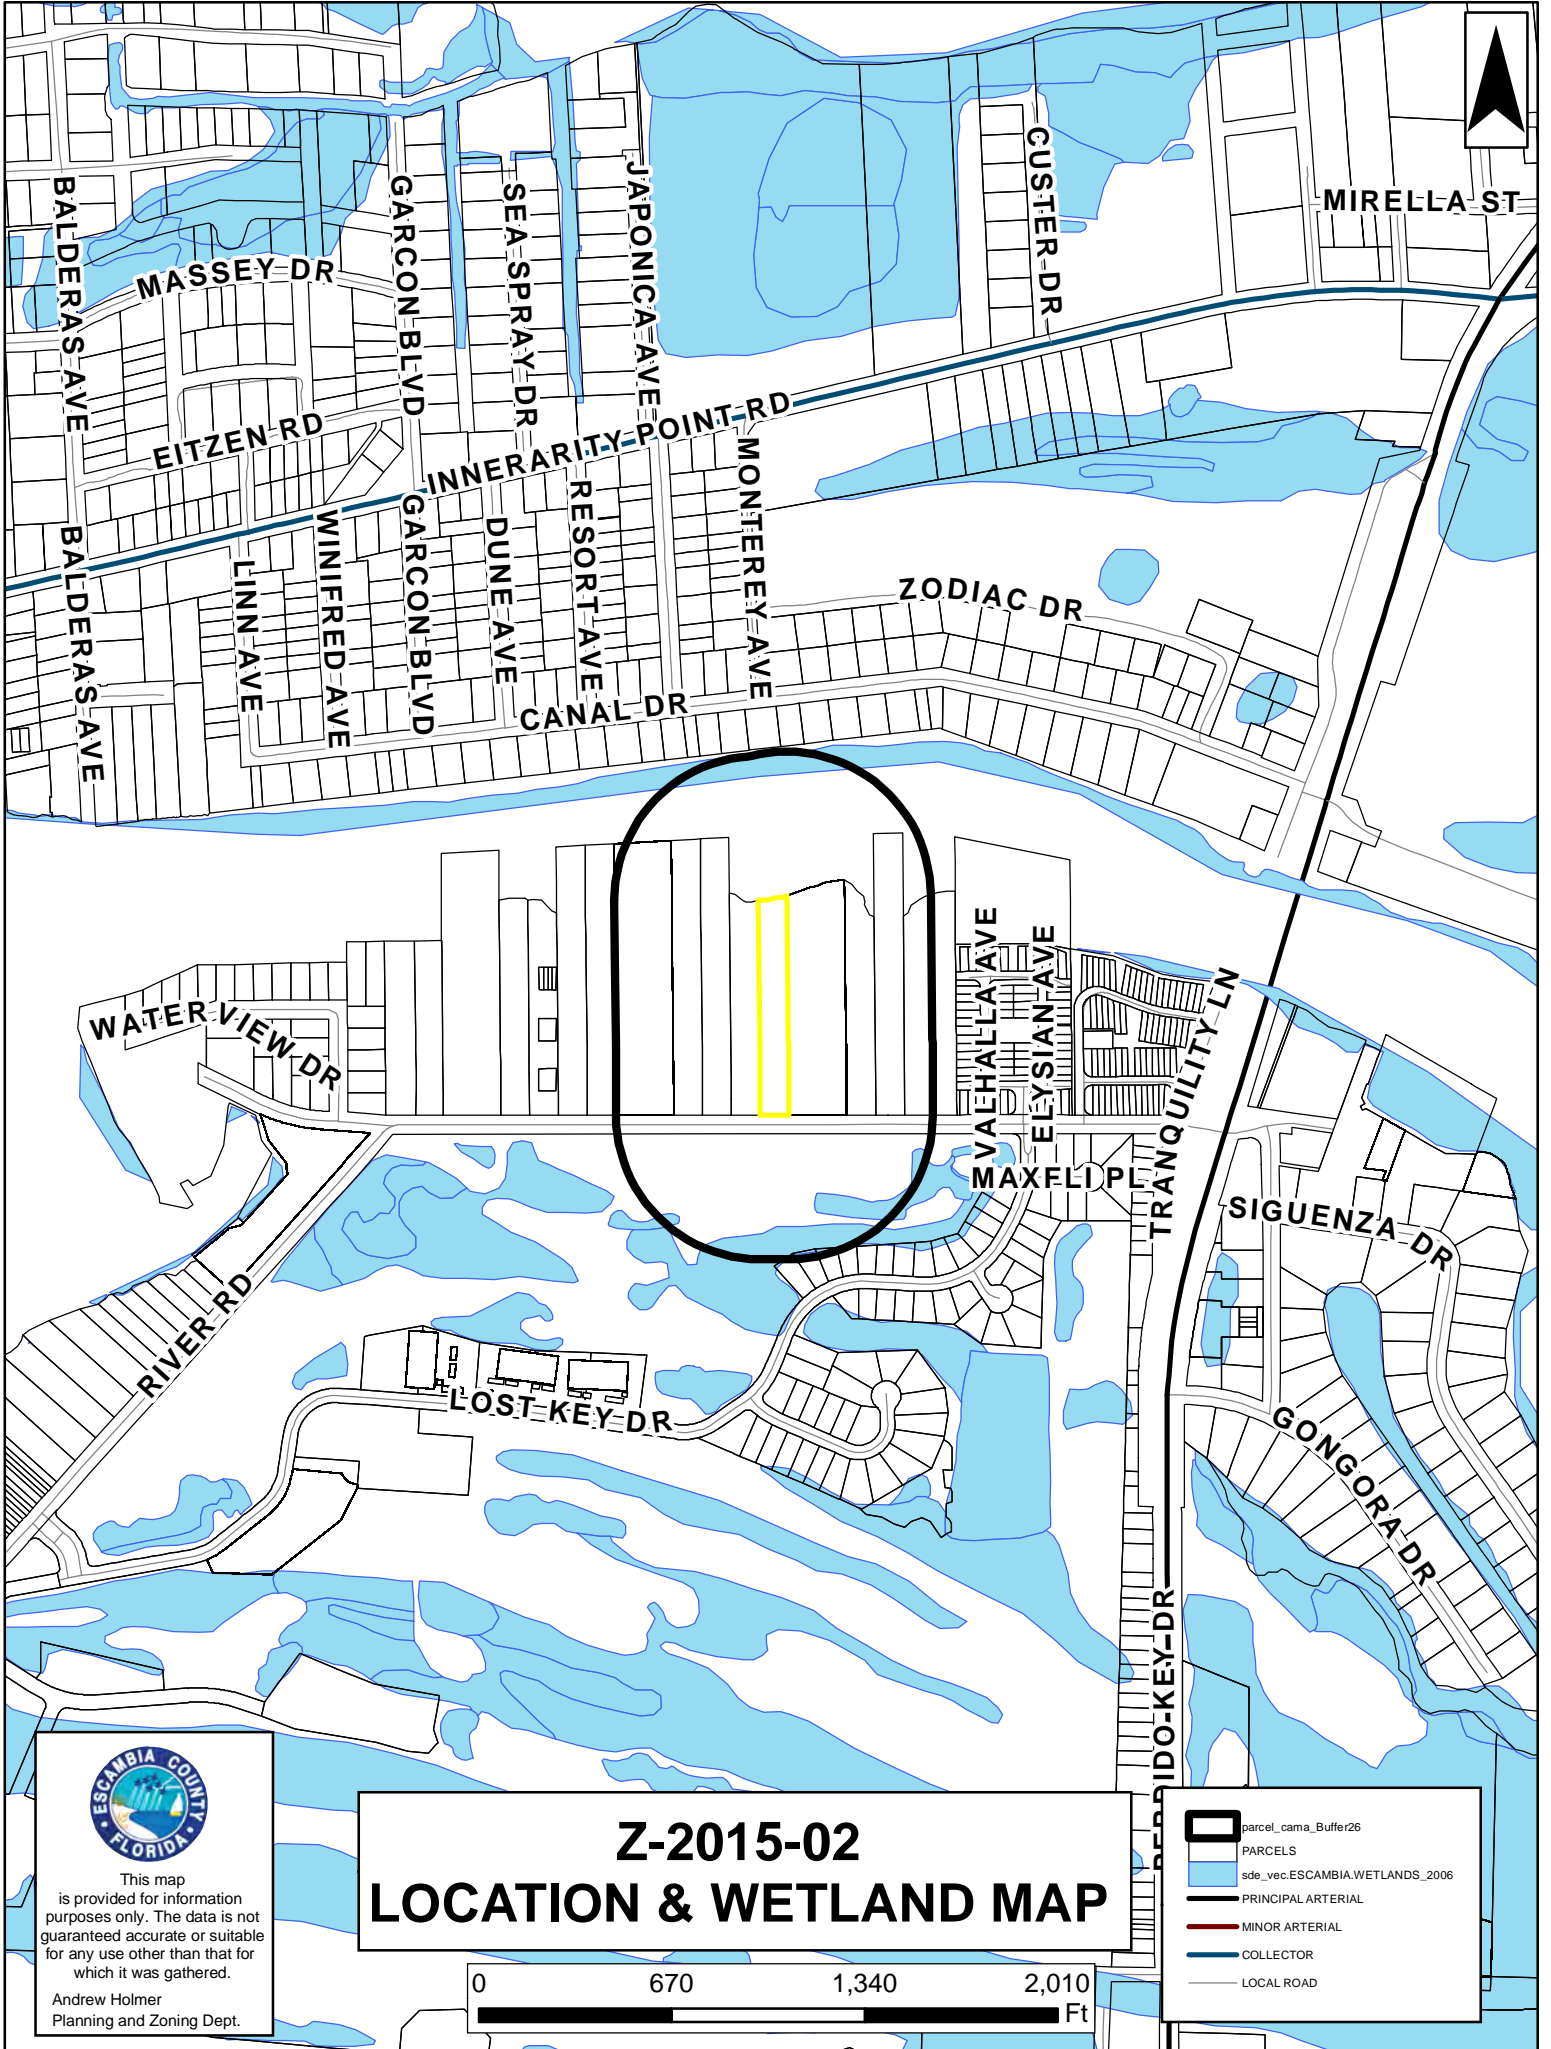 BALDERAS AVE
MASSEY DR
GARCON BLVD
SEA SPRAY DR
JAPONICA AVE
CUSTER DR
MIRELLA ST
EITZEN RD
INNERARITY POINT RD
BALDERAS AVE
LINN AVE
WINIFRED AVE
GARCON BLVD
DUNE AVE
RESORT AVE
MONTEREY AVE
ZODIAC DR
CANAL DR
WATER VIEW DR
VALHALLA AVE
ELYSIAN AVE
TRANQUILITY LN
MAXFLI PL
SIGUENZA DR
RIVER RD
LOST KEY DR
GONGORA DR
PERDIDO KEY DR
ESCAMBIA COUNTY
FLORIDA
This map
is provided for information
purposes only. The data is not
guaranteed accurate or suitable
for any use other than that for
which it was gathered.
Andrew Holmer
Planning and Zoning Dept.
Z-2015-02
LOCATION & WETLAND MAP
0 670 1,340 2,010
Ft
parcel_cama_Buffer26
PARCELS
sde_vec.ESCAMBIA.WETLANDS_2006
PRINCIPAL ARTERIAL
MINOR ARTERIAL
COLLECTOR
LOCAL ROAD